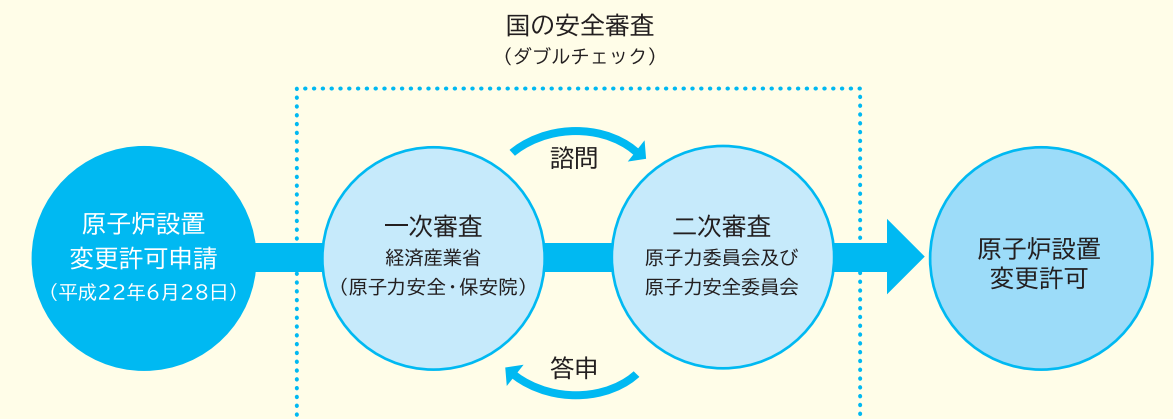 国の安全審査
（ダブルチェック）
諮問
原子炉設置
変更許可申請
（平成22年6月28日）
一次審査
経済産業省
（原子力安全・保安院）
二次審査
原子力委員会及び
原子力安全委員会
原子炉設置
変更許可
答申